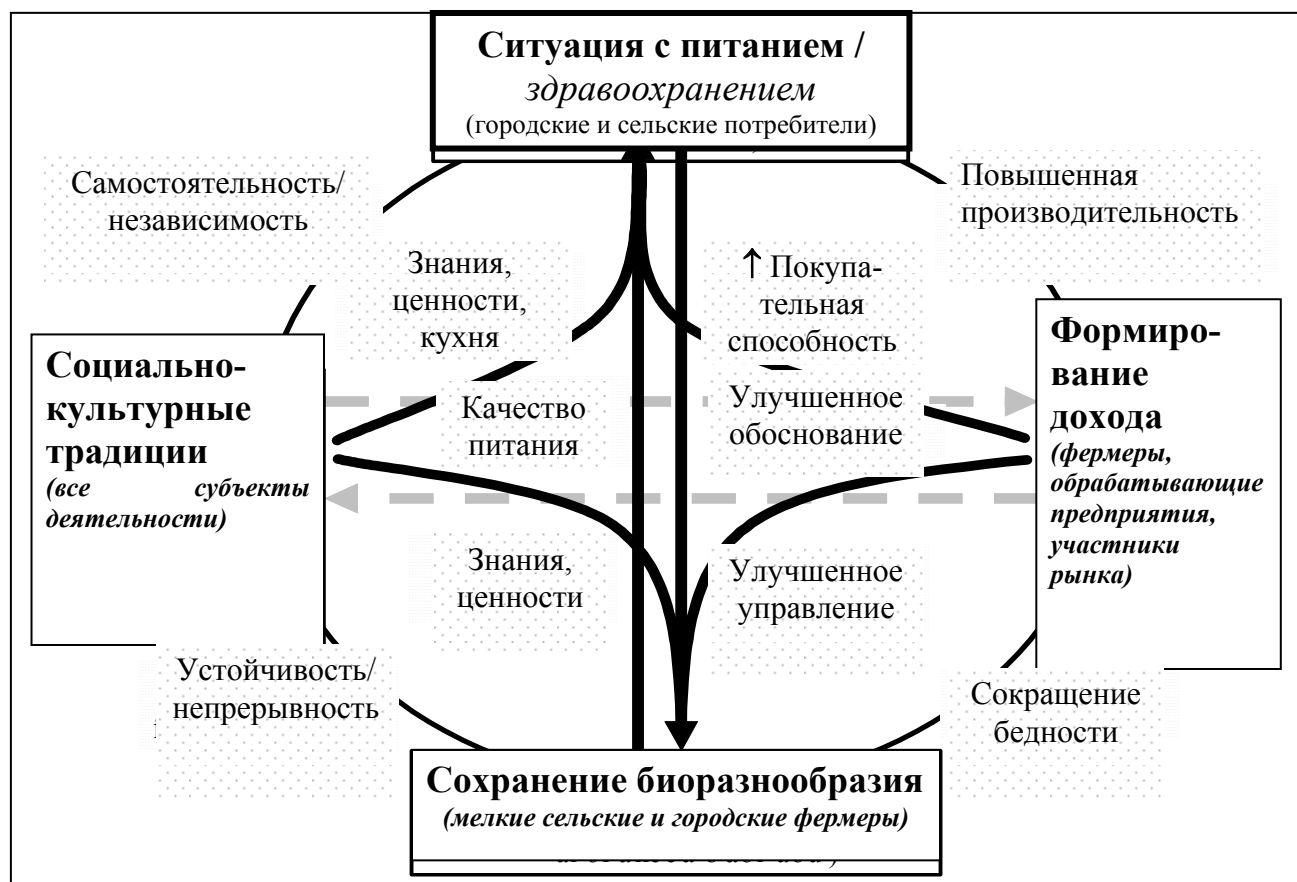 Ситуация с питанием /
здравоохранением
(городские и сельские потребители)
Самостоятельность/
независимость
Повышенная
производительность
Знания,
ценности,
кухня
↑ Покупа-
тельная
способность
Социально-
культурные
традиции
(все субъекты
деятельности)
Качество
питания
Улучшенное
обоснование
Формиро-
вание
дохода
(фермеры,
обрабатывающие
предприятия,
участники
рынка)
Знания,
ценности
Улучшенное
управление
Устойчивость/
непрерывность
Сокращение
бедности
Сохранение биоразнообразия
(мелкие сельские и городские фермеры)